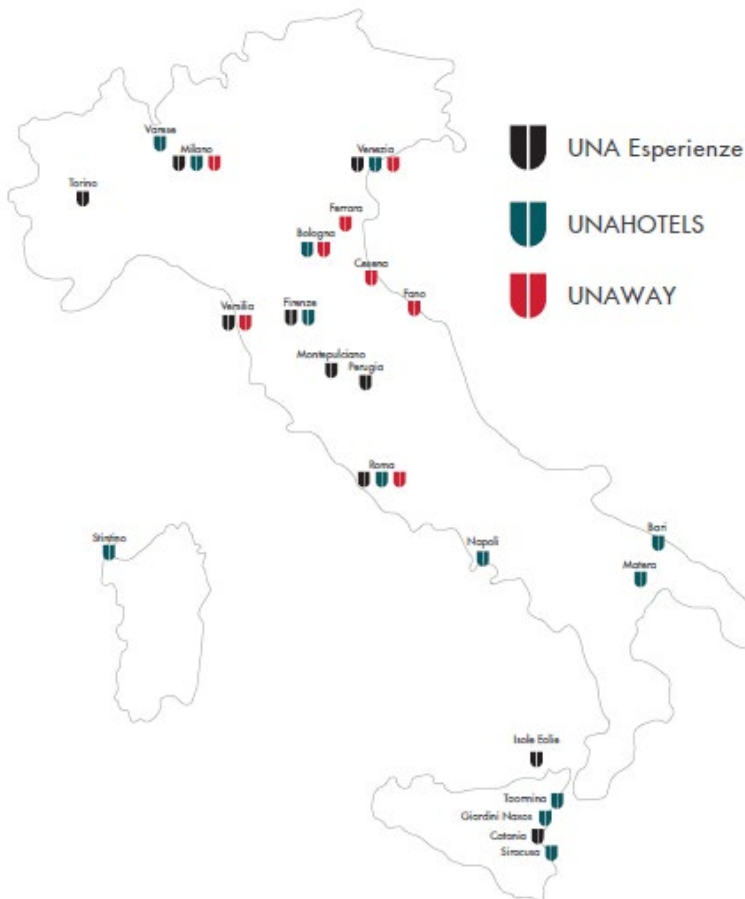 Varese
Milano
Venezia
UNA Esperienze
Torino
Ferrara
UNAHOTELS
Bologna
Cesena
UNAWAY
Fano
Versilia
Firenze
Montepulciano
Perugia
Roma
Stintino
Napoli
Bari
Matera
Isole Eolie
Taormina
Giardini Naxos
Catania
Siracusa